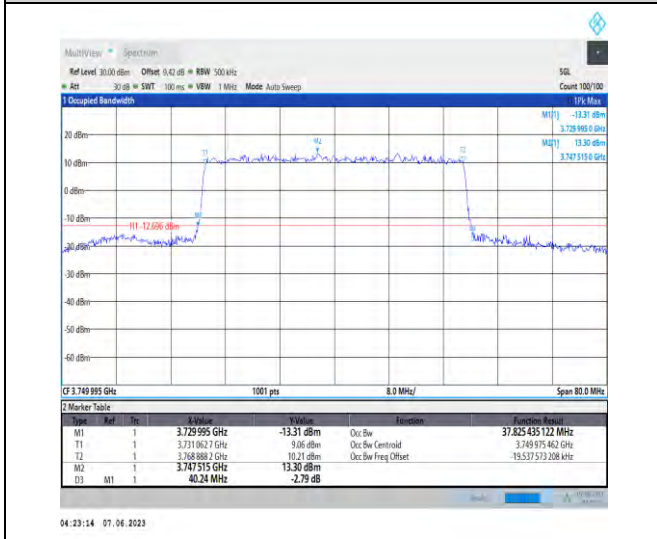 MultiView Spectrum
Ref Level 30.00 dBm Offset 9.42 dB RBW 500 kHz SGL
Att 30 dB SWT 100 ms VBW 1 MHz Mode Auto Sweep Count 100/100
1 Occupied Bandwidth 1Pk Max
M1[1] -13.31 dBm
3.729 995 0 GHz
M2[1] 13.30 dBm
3.747 515 0 GHz
20 dBm
M2
T1
T2
10 dBm
0 dBm
-10 dBm
M1
H1 -12.696 dBm
D3
-20 dBm
-30 dBm
-40 dBm
-50 dBm
-60 dBm
CF 3.749 995 GHz 1001 pts 8.0 MHz/ Span 80.0 MHz
2 Marker Table
Type Ref Trc X-Value Y-Value Function Function Result
M1 1 3.729 995 GHz -13.31 dBm Occ Bw 37.825 435 122 MHz
T1 1 3.731 062 7 GHz 9.06 dBm Occ Bw Centroid 3.749 975 462 GHz
T2 1 3.768 888 2 GHz 10.21 dBm Occ Bw Freq Offset -19.537 573 208 kHz
M2 1 3.747 515 GHz 13.30 dBm
D3 M1 1 40.24 MHz -2.79 dB
04:23:14 07.06.2023